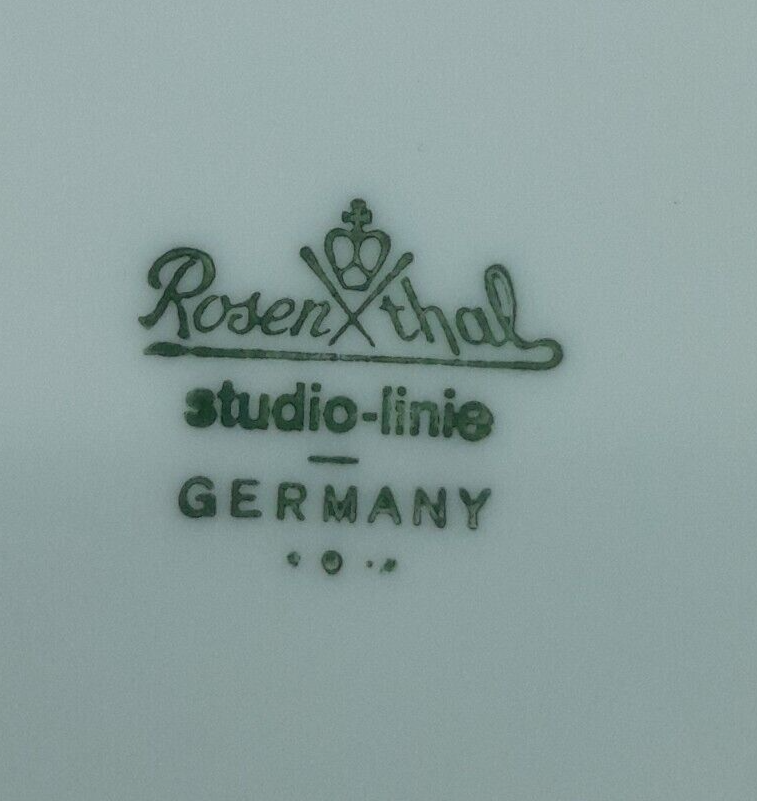 Rosenthal
studio-linie
GERMANY